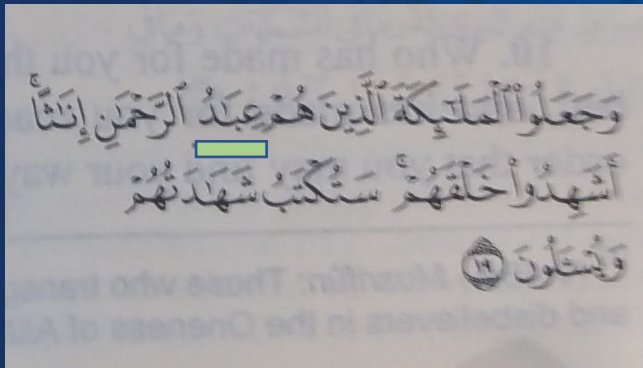 وَجَعَلُوا۟ ٱلْمَلَـٰٓئِكَةَ ٱلَّذِينَ هُمْ عِبَـٰدُ ٱلرَّحْمَـٰنِ إِنَـٰثًا ۚ
أَشَهِدُوا۟ خَلْقَهُمْ ۚ سَتُكْتَبُ شَهَـٰدَتُهُمْ
وَيُسْـَٔلُونَ ١٩